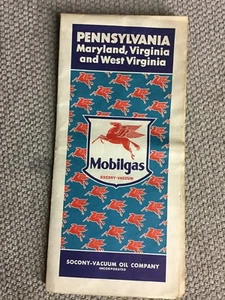 PENNSYLVANIA
Maryland, Virginia
and West Virginia
Mobilgas
SOCONY-VACUUM
SOCONY-VACUUM OIL COMPANY
INCORPORATED